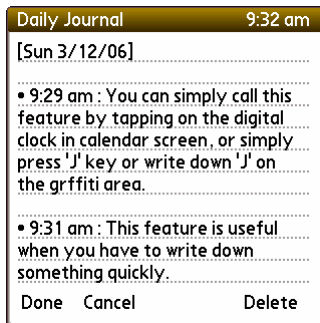 Daily Journal 9:32 am
[Sun 3/12/06]
• 9:29 am : You can simply call this
feature by tapping on the digital
clock in calendar screen, or simply
press 'J' key or write down 'J' on
the grffiti area.
• 9:31 am : This feature is useful
when you have to write down
something quickly.
Done Cancel Delete